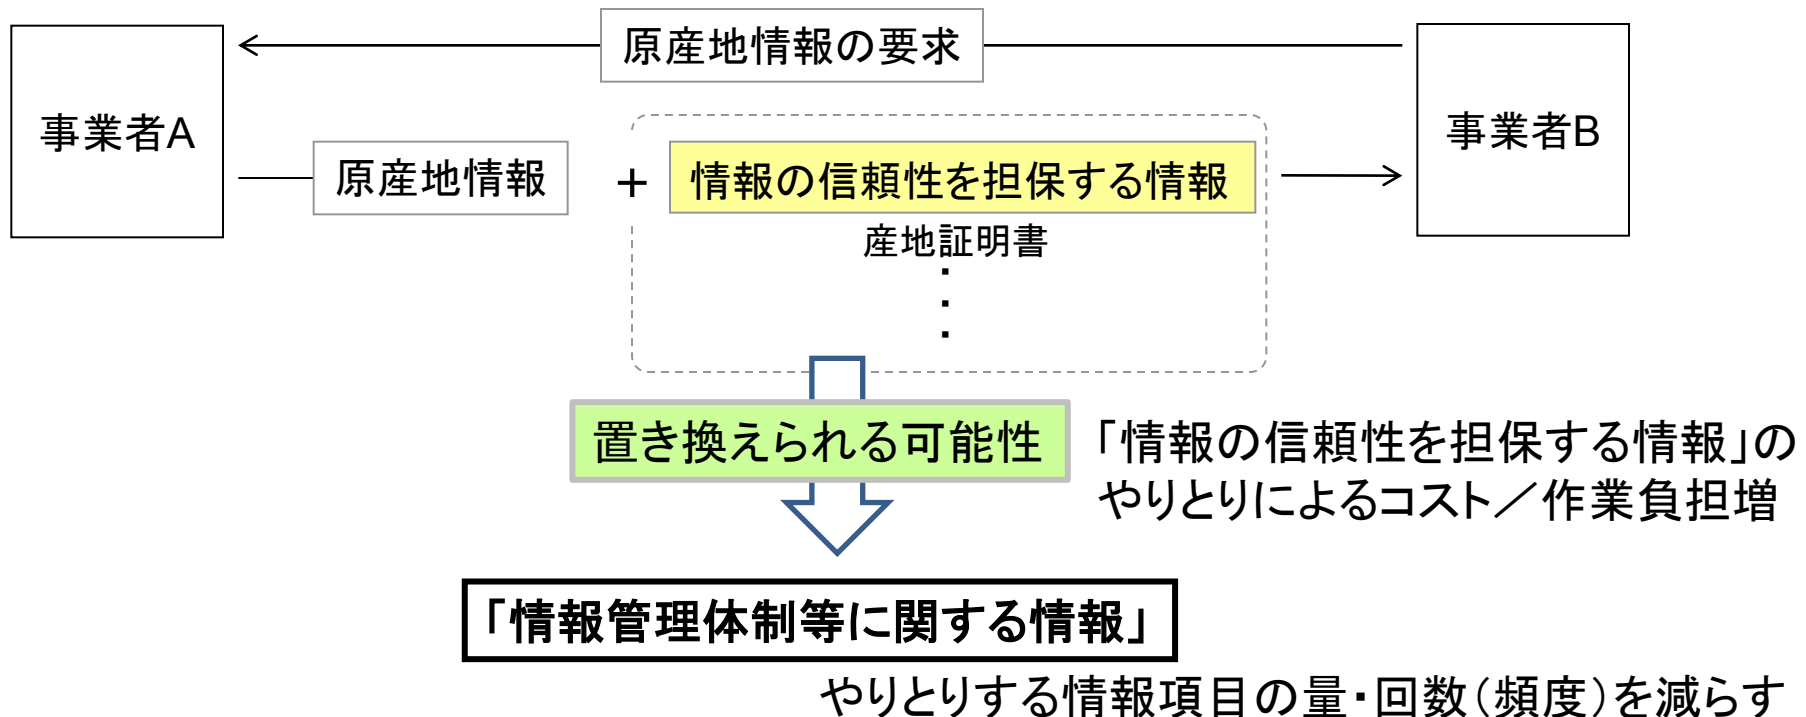 原産地情報の要求
事業者A
事業者B
原産地情報
+
情報の信頼性を担保する情報
産地証明書
・
・
・
置き換えられる可能性
「情報の信頼性を担保する情報」の
やりとりによるコスト／作業負担増
「情報管理体制等に関する情報」
やりとりする情報項目の量・回数（頻度）を減らす